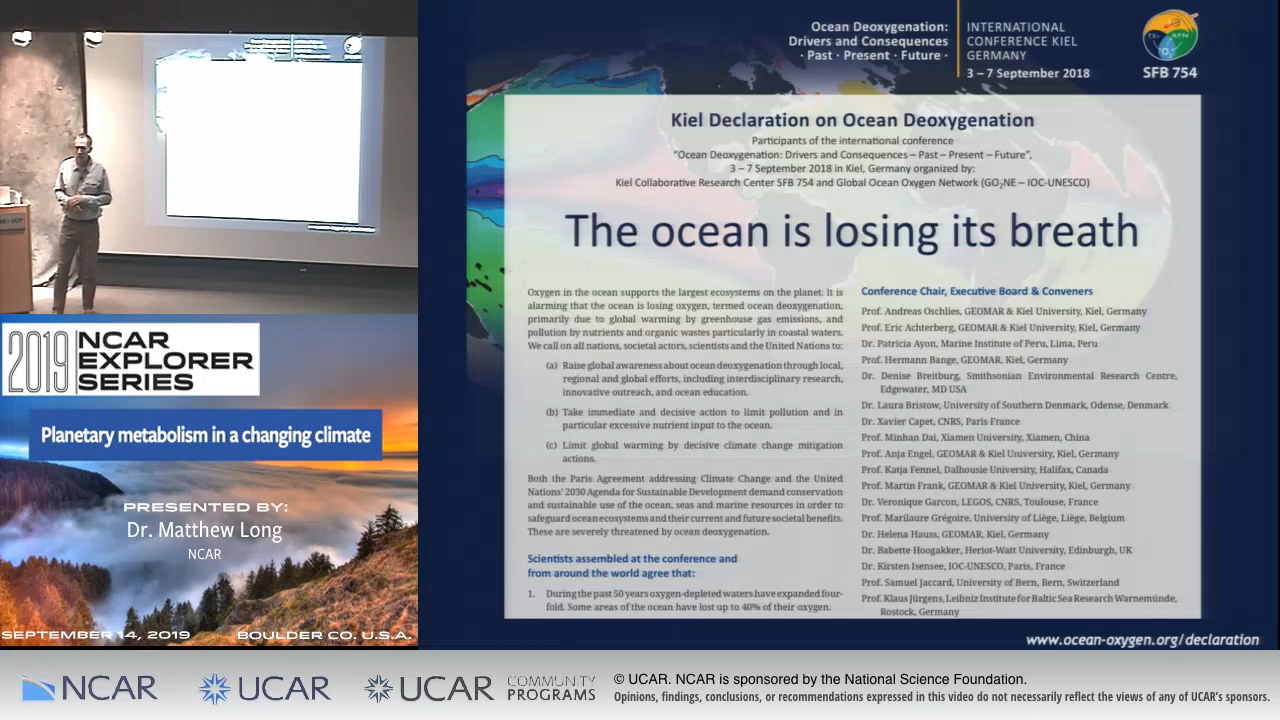 Ocean Deoxygenation:
Drivers and Consequences
· Past · Present · Future ·
INTERNATIONAL
CONFERENCE KIEL
GERMANY
3 – 7 September 2018
SFB 754
Kiel Declaration on Ocean Deoxygenation
Participants of the international conference
"Ocean Deoxygenation: Drivers and Consequences – Past – Present – Future",
3 – 7 September 2018 in Kiel, Germany organized by:
Kiel Collaborative Research Center SFB 754 and Global Ocean Oxygen Network (GO₂NE – IOC-UNESCO)
The ocean is losing its breath
Oxygen in the ocean supports the largest ecosystems on the planet. It is
alarming that the ocean is losing oxygen, termed ocean deoxygenation,
primarily due to global warming by greenhouse gas emissions, and
pollution by nutrients and organic wastes particularly in coastal waters.
We call on all nations, societal actors, scientists and the United Nations to:
(a) Raise global awareness about ocean deoxygenation through local,
regional and global efforts, including interdisciplinary research,
innovative outreach, and ocean education.
(b) Take immediate and decisive action to limit pollution and in
particular excessive nutrient input to the ocean.
(c) Limit global warming by decisive climate change mitigation
actions.
Both the Paris Agreement addressing Climate Change and the United
Nations' 2030 Agenda for Sustainable Development demand conservation
and sustainable use of the ocean, seas and marine resources in order to
safeguard ocean ecosystems and their current and future societal benefits.
These are severely threatened by ocean deoxygenation.
Scientists assembled at the conference and
from around the world agree that:
1. During the past 50 years oxygen-depleted waters have expanded four-
fold. Some areas of the ocean have lost up to 40% of their oxygen.
Conference Chair, Executive Board & Conveners
Prof. Andreas Oschlies, GEOMAR & Kiel University, Kiel, Germany
Prof. Eric Achterberg, GEOMAR & Kiel University, Kiel, Germany
Dr. Patricia Ayon, Marine Institute of Peru, Lima, Peru
Prof. Hermann Bange, GEOMAR, Kiel, Germany
Dr. Denise Breitburg, Smithsonian Environmental Research Centre,
Edgewater, MD USA
Dr. Laura Bristow, University of Southern Denmark, Odense, Denmark
Dr. Xavier Capet, CNRS, Paris France
Prof. Minhan Dai, Xiamen University, Xiamen, China
Prof. Anja Engel, GEOMAR & Kiel University, Kiel, Germany
Prof. Katja Fennel, Dalhousie University, Halifax, Canada
Prof. Martin Frank, GEOMAR & Kiel University, Kiel, Germany
Dr. Veronique Garcon, LEGOS, CNRS, Toulouse, France
Prof. Marilaure Grégoire, University of Liège, Liège, Belgium
Dr. Helena Hauss, GEOMAR, Kiel, Germany
Dr. Babette Hoogakker, Heriot-Watt University, Edinburgh, UK
Dr. Kirsten Isensee, IOC-UNESCO, Paris, France
Prof. Samuel Jaccard, University of Bern, Bern, Switzerland
Prof. Klaus Jürgens, Leibniz Institute for Baltic Sea Research Warnemünde,
Rostock, Germany
www.ocean-oxygen.org/declaration
2019 NCAR
EXPLORER
SERIES
Planetary metabolism in a changing climate
PRESENTED BY:
Dr. Matthew Long
NCAR
SEPTEMBER 14, 2019 BOULDER CO. U.S.A.
NCAR
UCAR
UCAR
COMMUNITY
PROGRAMS
© UCAR. NCAR is sponsored by the National Science Foundation.
Opinions, findings, conclusions, or recommendations expressed in this video do not necessarily reflect the views of any of UCAR's sponsors.